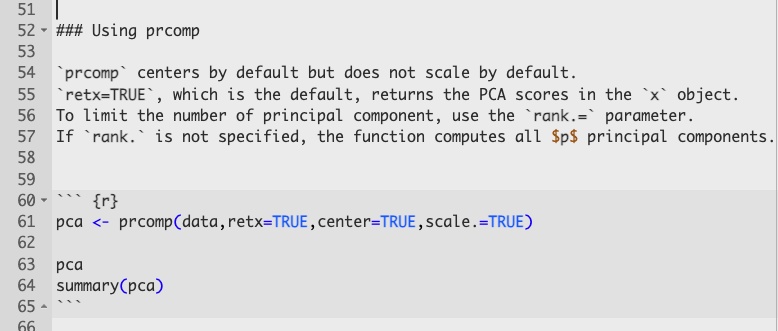 51
52 ### Using prcomp
53
54 `prcomp` centers by default but does not scale by default.
55 `retx=TRUE`, which is the default, returns the PCA scores in the `x` object.
56 To limit the number of principal component, use the `rank.=` parameter.
57 If `rank.` is not specified, the function computes all $p$ principal components.
58
59
60 ``` {r}
61 pca <- prcomp(data,retx=TRUE,center=TRUE,scale.=TRUE)
62
63 pca
64 summary(pca)
65 ```
66